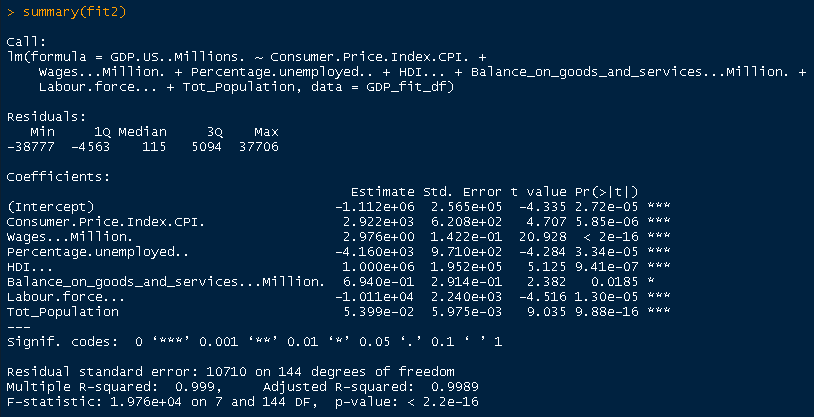 > summary(fit2)
Call:
lm(formula = GDP.US..Millions. ~ Consumer.Price.Index.CPI. +
    Wages...Million. + Percentage.unemployed.. + HDI... + Balance_on_goods_and_services...Million. +
    Labour.force... + Tot_Population, data = GDP_fit_df)
Residuals:
   Min     1Q Median     3Q    Max
-38777  -4563    115   5094  37706
Coefficients:
                                           Estimate Std. Error t value Pr(>|t|)
(Intercept)                              -1.112e+06  2.565e+05  -4.335 2.72e-05 ***
Consumer.Price.Index.CPI.                 2.922e+03  6.208e+02   4.707 5.85e-06 ***
Wages...Million.                          2.976e+00  1.422e-01  20.928  < 2e-16 ***
Percentage.unemployed..                  -4.160e+03  9.710e+02  -4.284 3.34e-05 ***
HDI...                                    1.000e+06  1.952e+05   5.125 9.41e-07 ***
Balance_on_goods_and_services...Million.  6.940e-01  2.914e-01   2.382   0.0185 *
Labour.force...                          -1.011e+04  2.240e+03  -4.516 1.30e-05 ***
Tot_Population                            5.399e-02  5.975e-03   9.035 9.88e-16 ***
---
Signif. codes:  0 ‘***’ 0.001 ‘**’ 0.01 ‘*’ 0.05 ‘.’ 0.1 ‘ ’ 1
Residual standard error: 10710 on 144 degrees of freedom
Multiple R-squared:  0.999,     Adjusted R-squared:  0.9989
F-statistic: 1.976e+04 on 7 and 144 DF,  p-value: < 2.2e-16